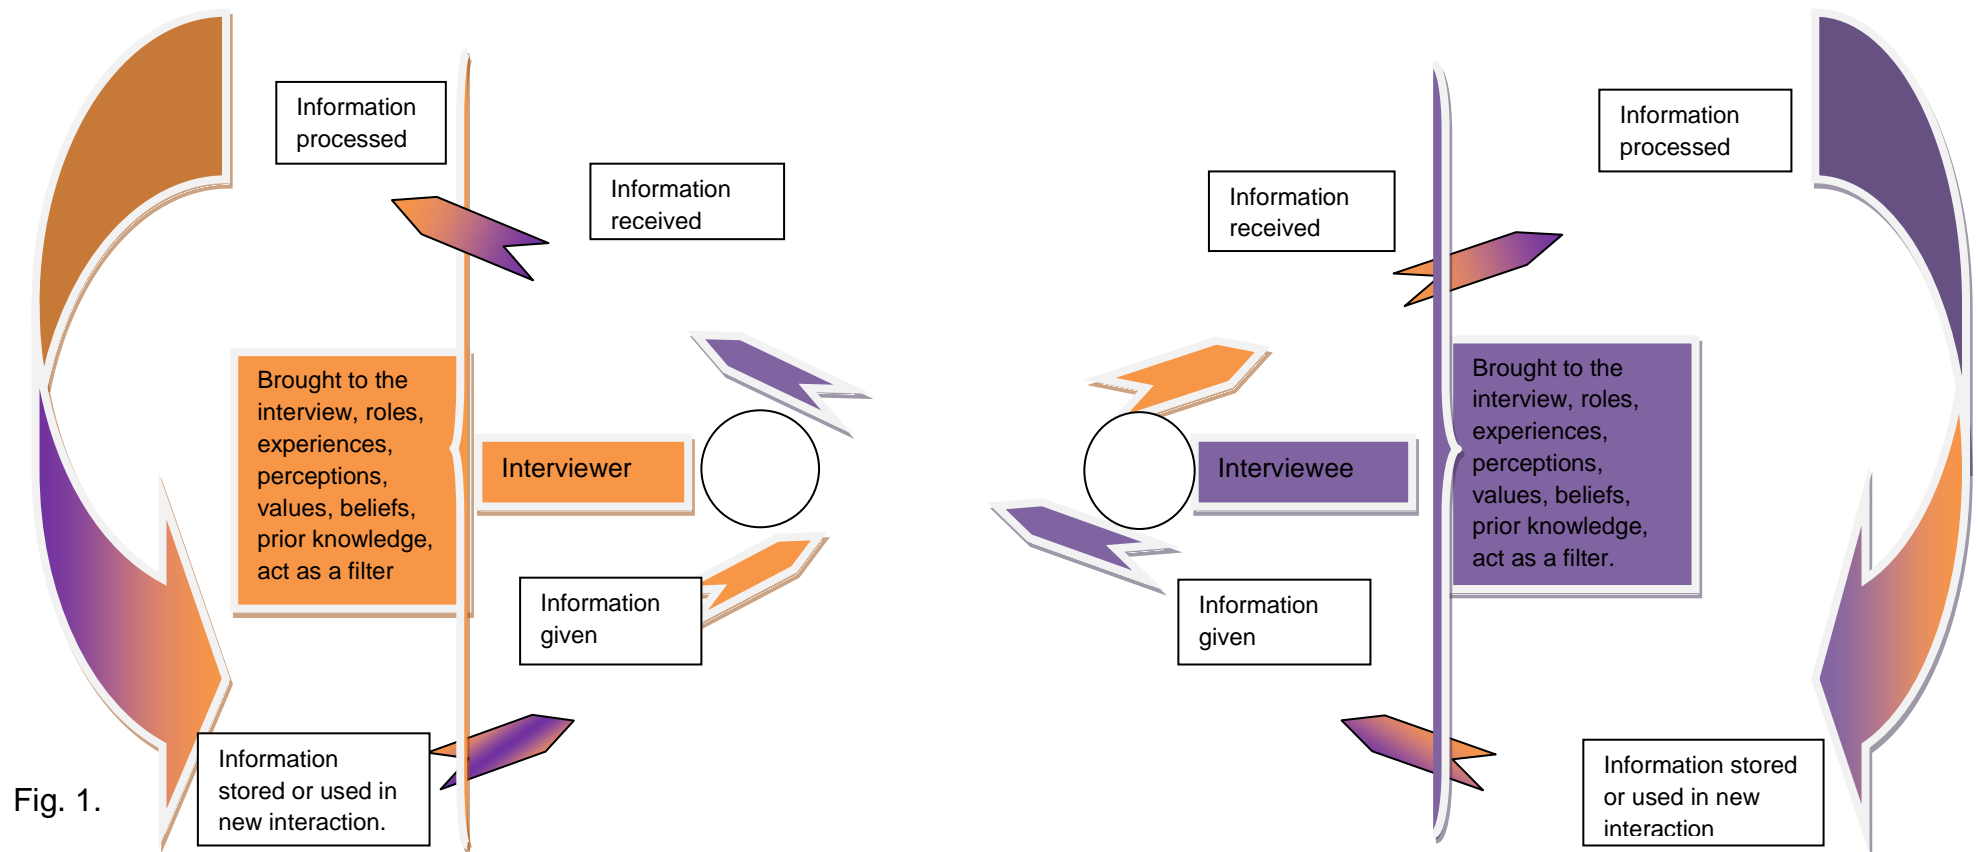 Information
processed
Information
received
Brought to the
interview, roles,
experiences,
perceptions,
values, beliefs,
prior knowledge,
act as a filter
Interviewer
Information
given
Information
stored or used in
new interaction.
Fig. 1.
Information
processed
Information
received
Interviewee
Brought to the
interview, roles,
experiences,
perceptions,
values, beliefs,
prior knowledge,
act as a filter.
Information
given
Information stored
or used in new
interaction